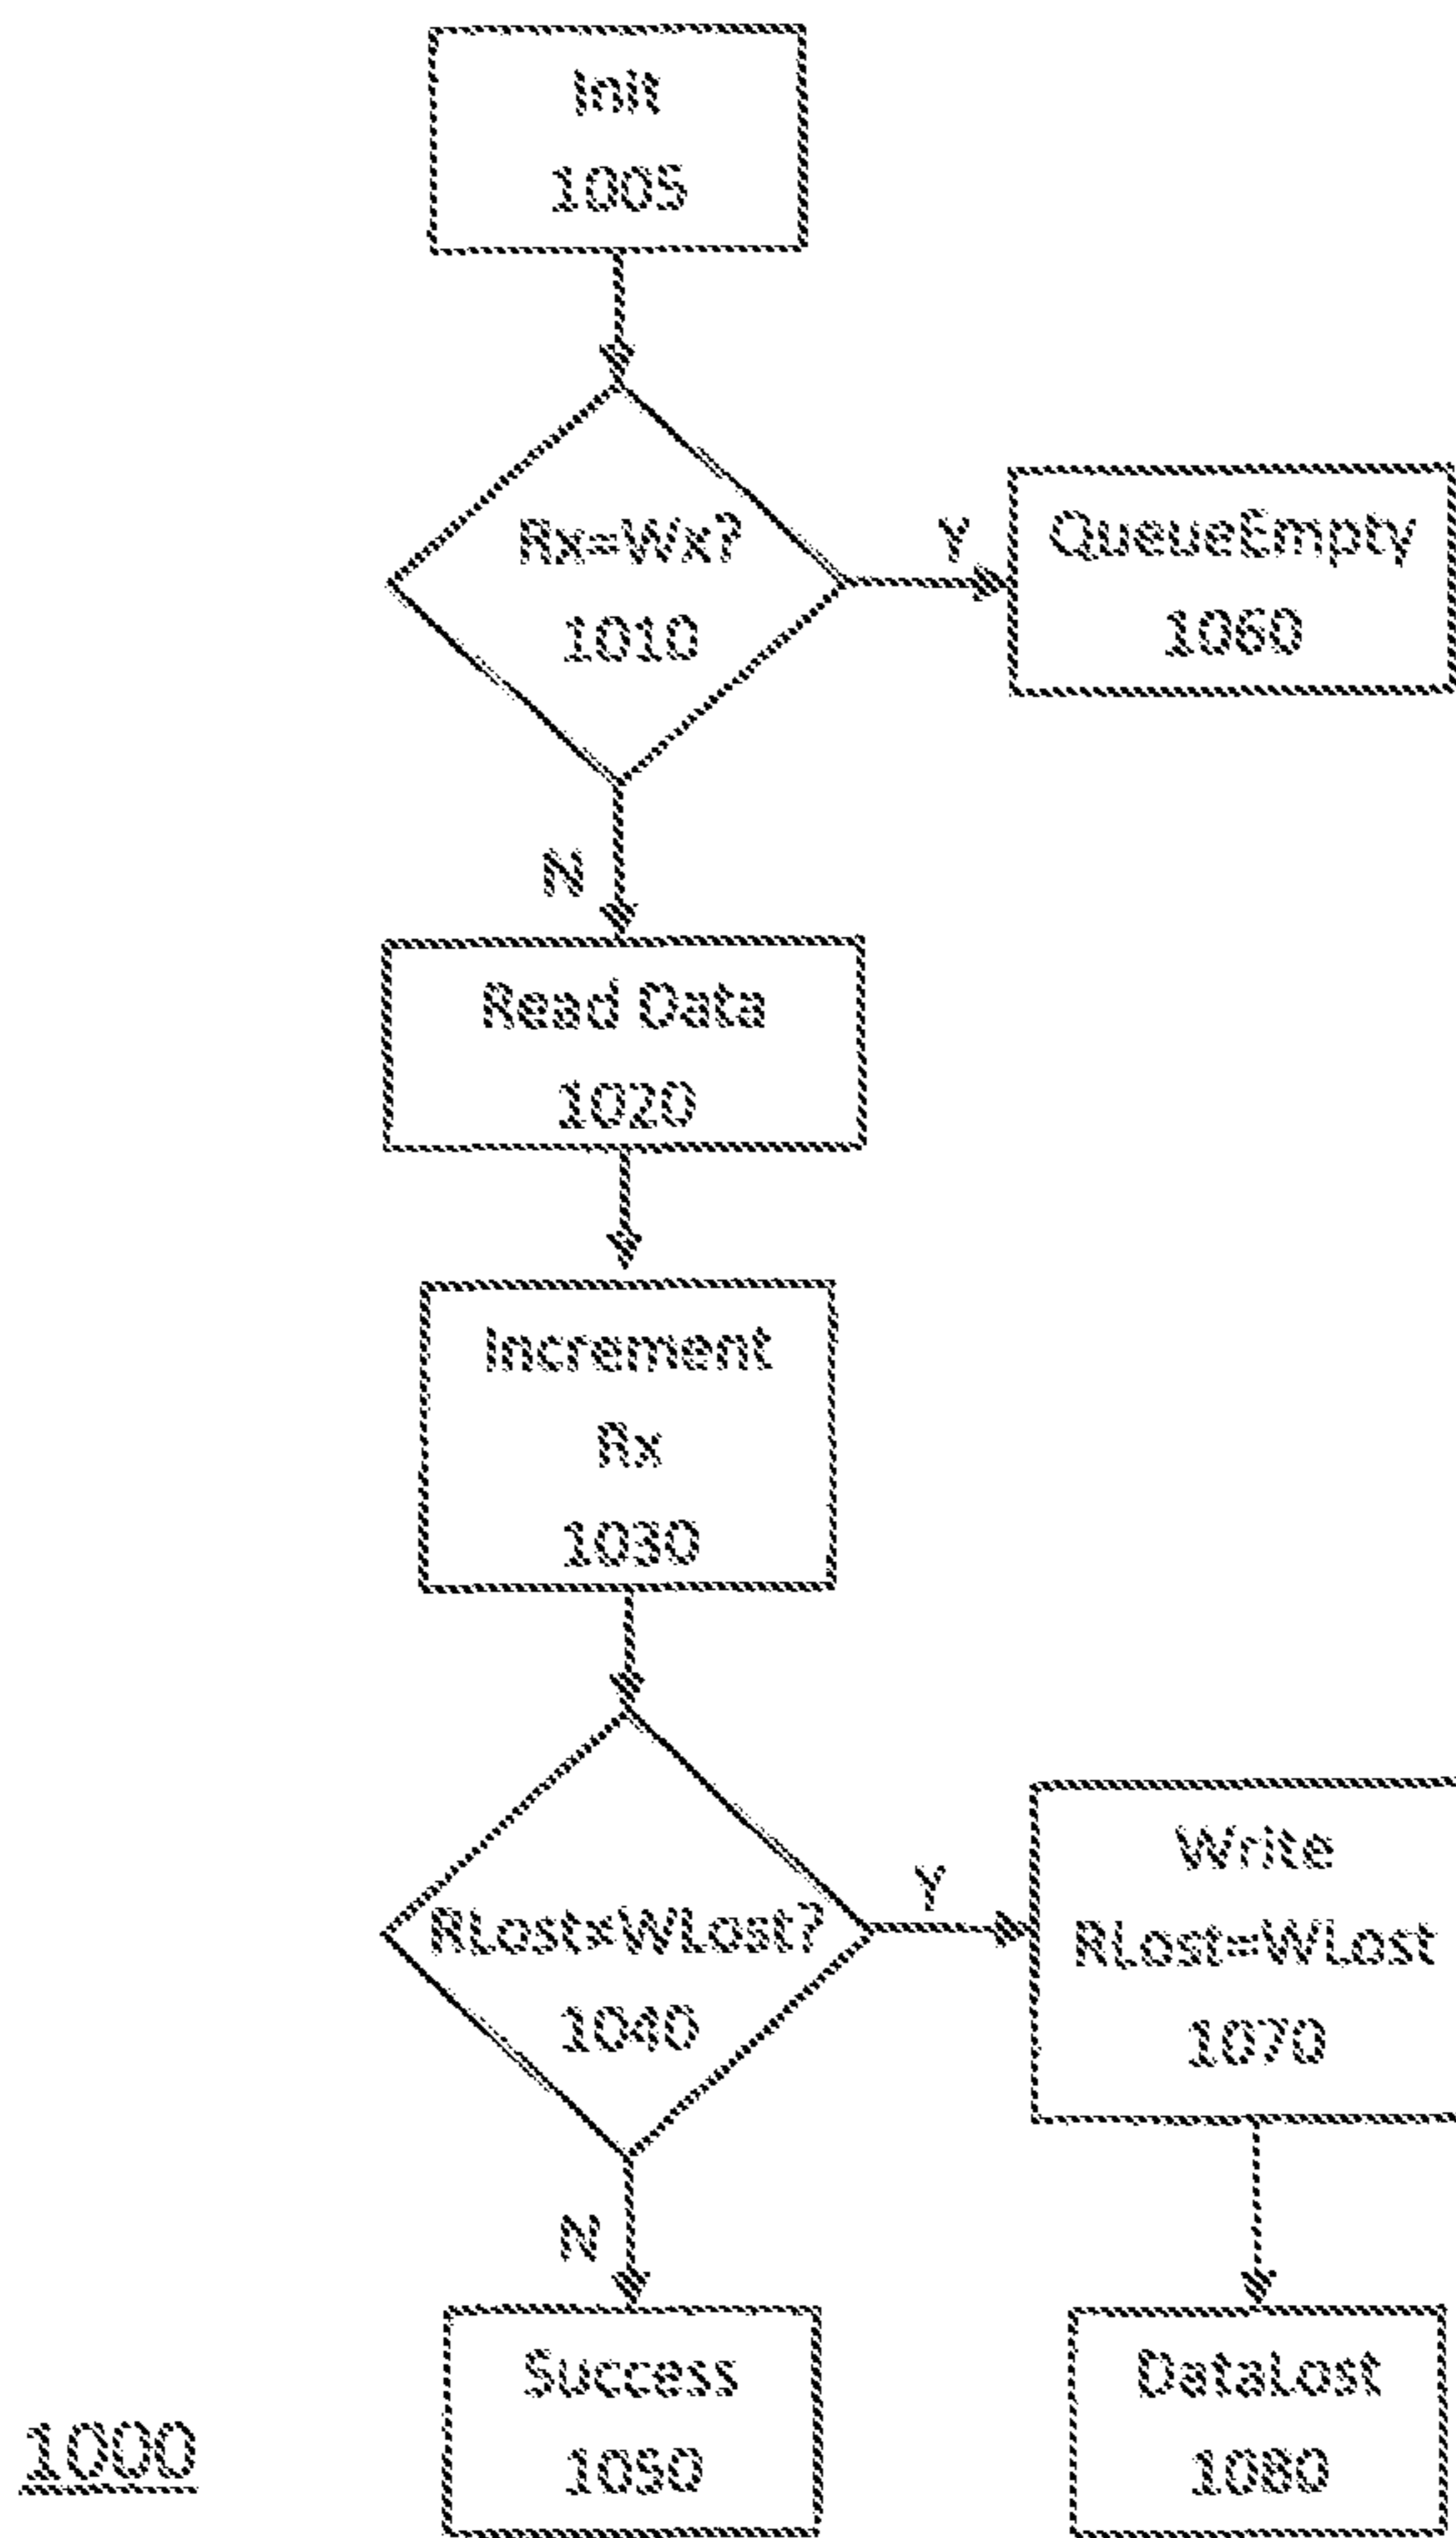 Init
1005
Rx=Wx?
1010
Y
QueueEmpty
1060
N
Read Data
1020
Increment
Rx
1030
RLost≠WLost?
1040
Y
Write
RLost=WLost
1070
N
Success
1050
DataLost
1080
1000